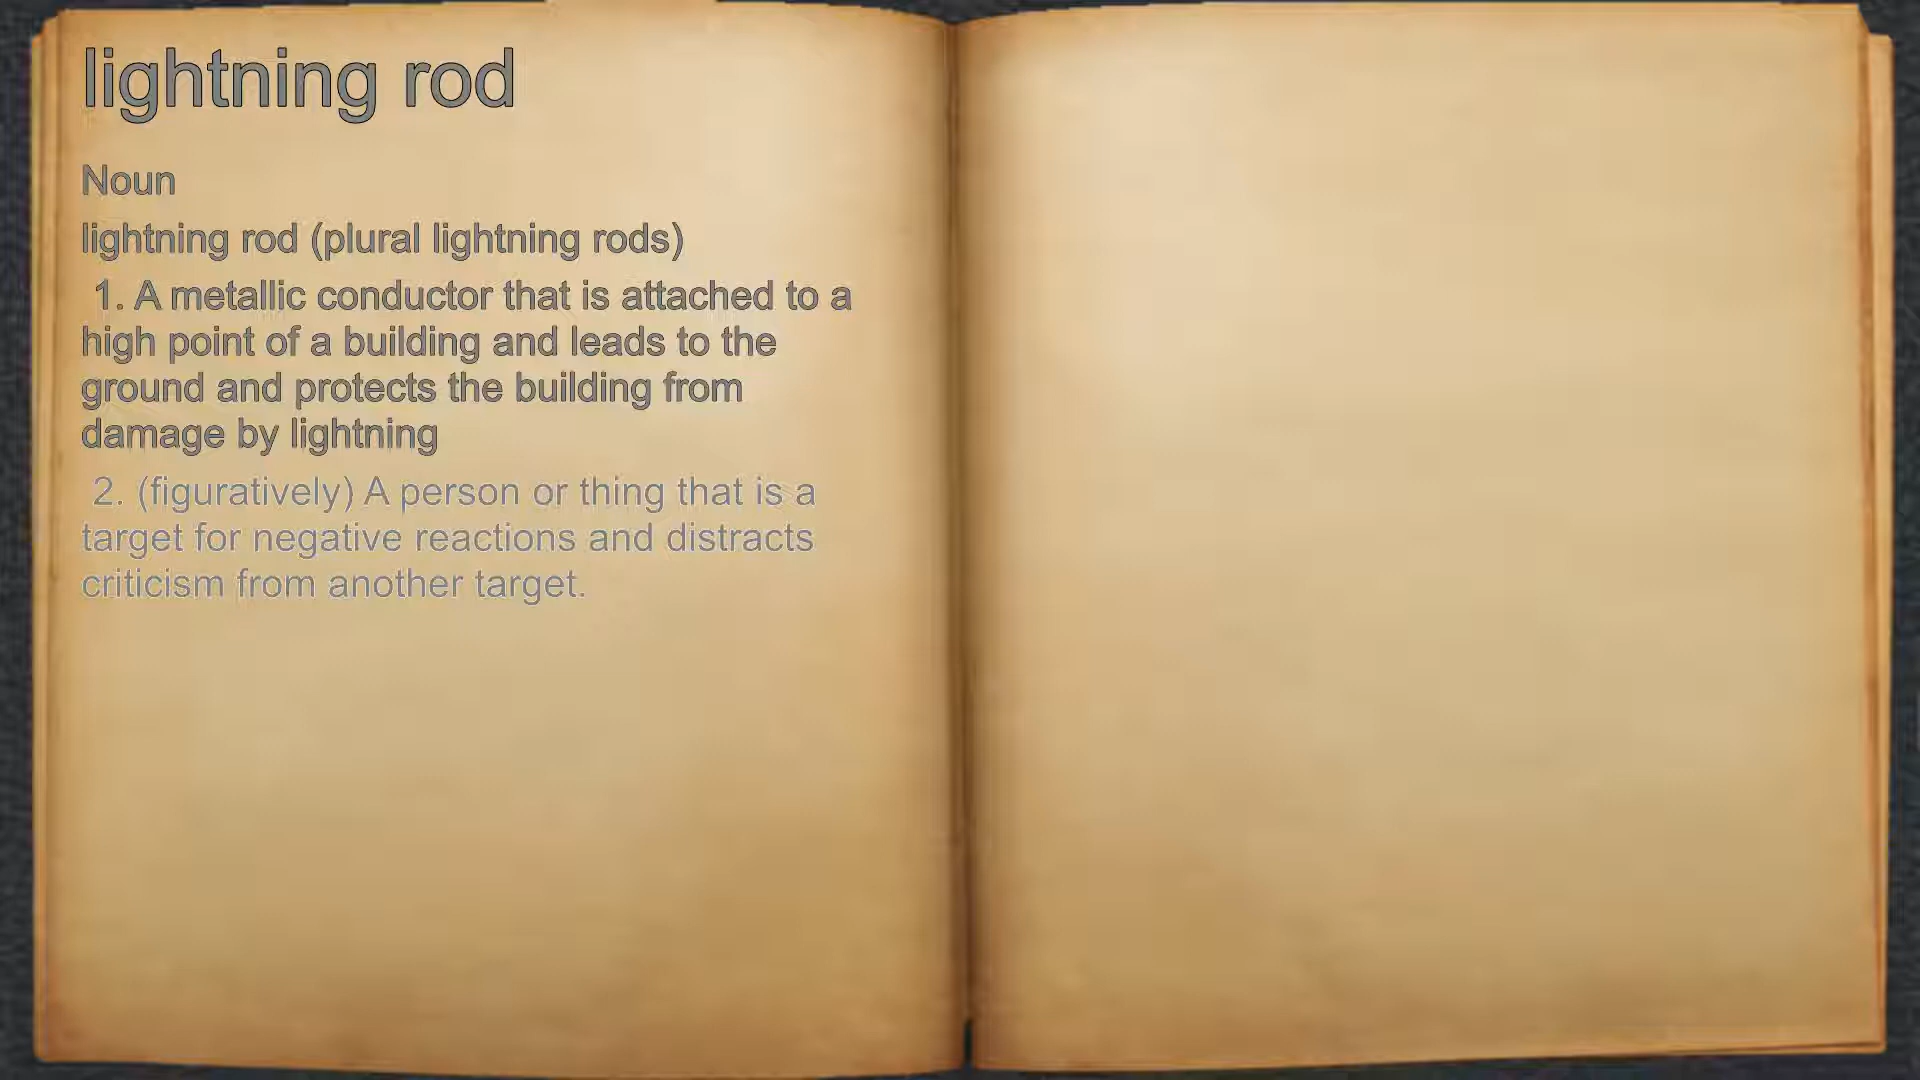 lightning rod
Noun
lightning rod (plural lightning rods)
1. A metallic conductor that is attached to a
high point of a building and leads to the
ground and protects the building from
damage by lightning
2. (figuratively) A person or thing that is a
target for negative reactions and distracts
criticism from another target.